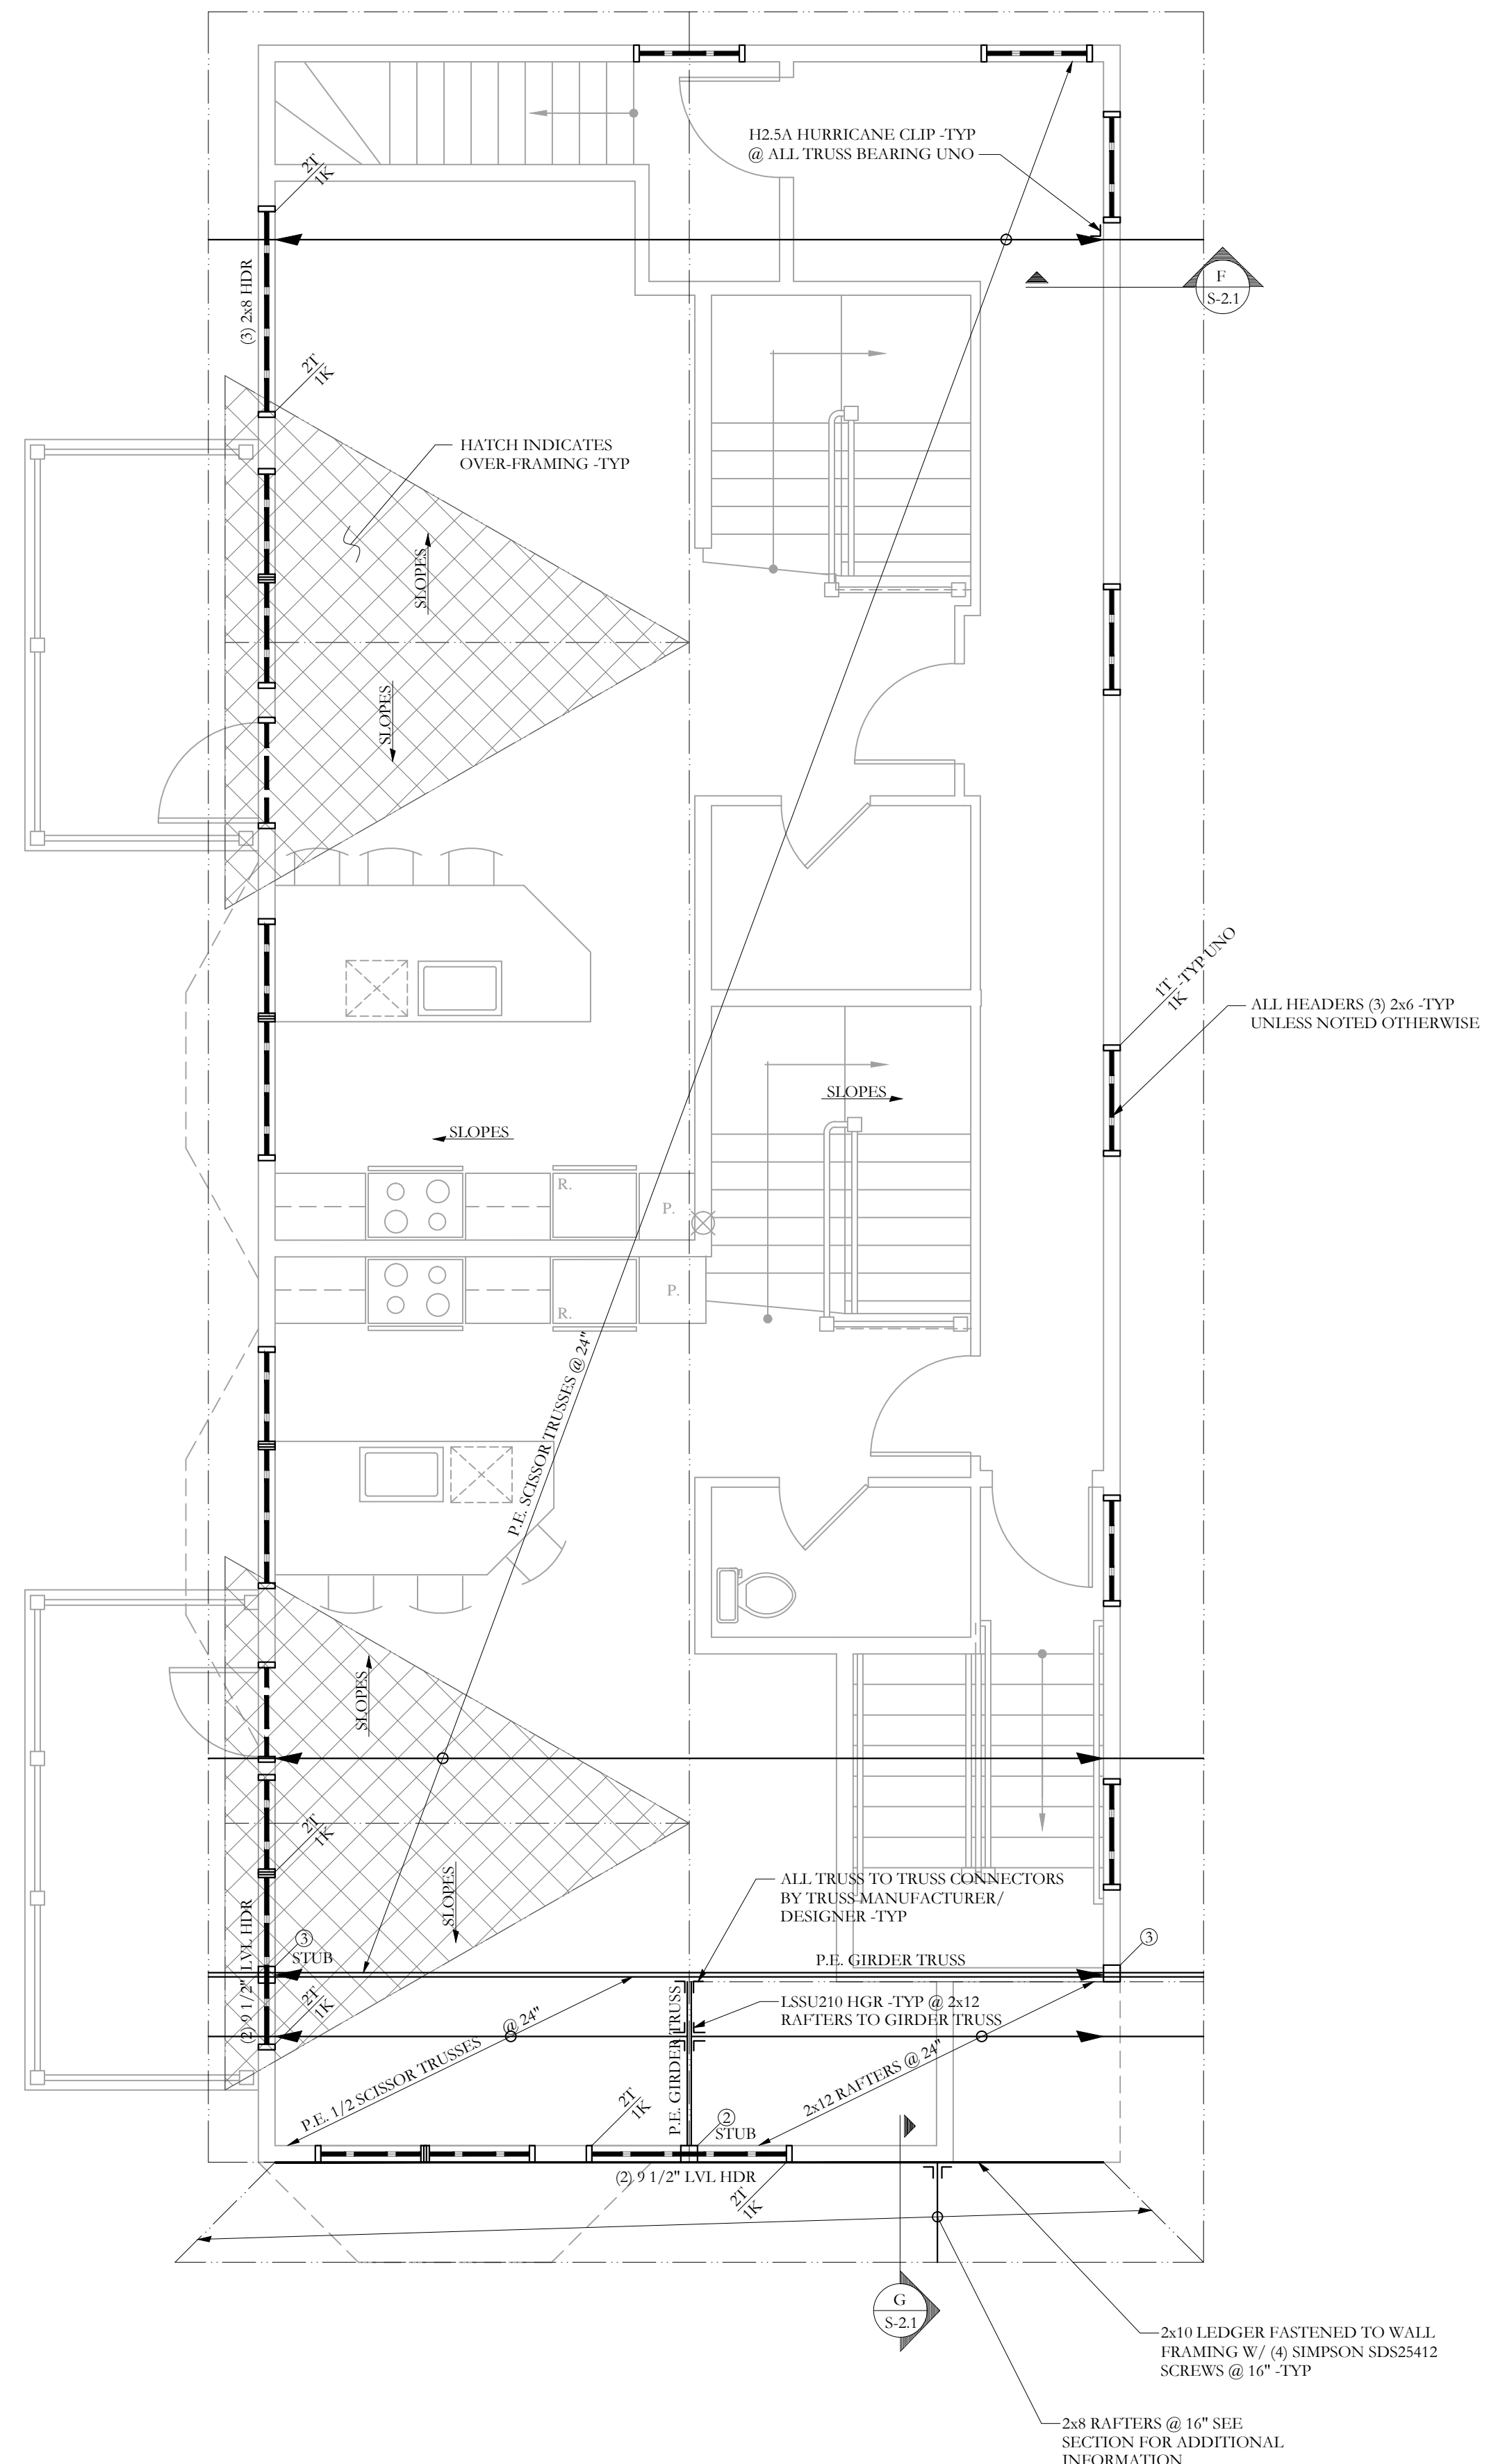 H2.5A HURRICANE CLIP -TYP
@ ALL TRUSS BEARING UNO
2T
1K
F
S-2.1
(3) 2x8 HDR
2T
1K
HATCH INDICATES
OVER-FRAMING -TYP
SLOPES
SLOPES
1T
1K
-TYP UNO
ALL HEADERS (3) 2x6 -TYP
UNLESS NOTED OTHERWISE
SLOPES
SLOPES
R.
P.
P.
R.
P.E. SCISSOR TRUSSES @ 24"
SLOPES
2T
1K
SLOPES
ALL TRUSS TO TRUSS CONNECTORS
BY TRUSS MANUFACTURER/
DESIGNER -TYP
(2) 9 1/2" LVL HDR
3
STUB
P.E. GIRDER TRUSS
3
2T
1K
P.E. GIRDER TRUSS
LSSU210 HGR -TYP @ 2x12
RAFTERS TO GIRDER TRUSS
P.E. 1/2 SCISSOR TRUSSES @ 24"
2x12 RAFTERS @ 24"
2T
1K
2
STUB
(2) 9 1/2" LVL HDR
2T
1K
G
S-2.1
2x10 LEDGER FASTENED TO WALL
FRAMING W/ (4) SIMPSON SDS25412
SCREWS @ 16" -TYP
2x8 RAFTERS @ 16" SEE
SECTION FOR ADDITIONAL
INFORMATION